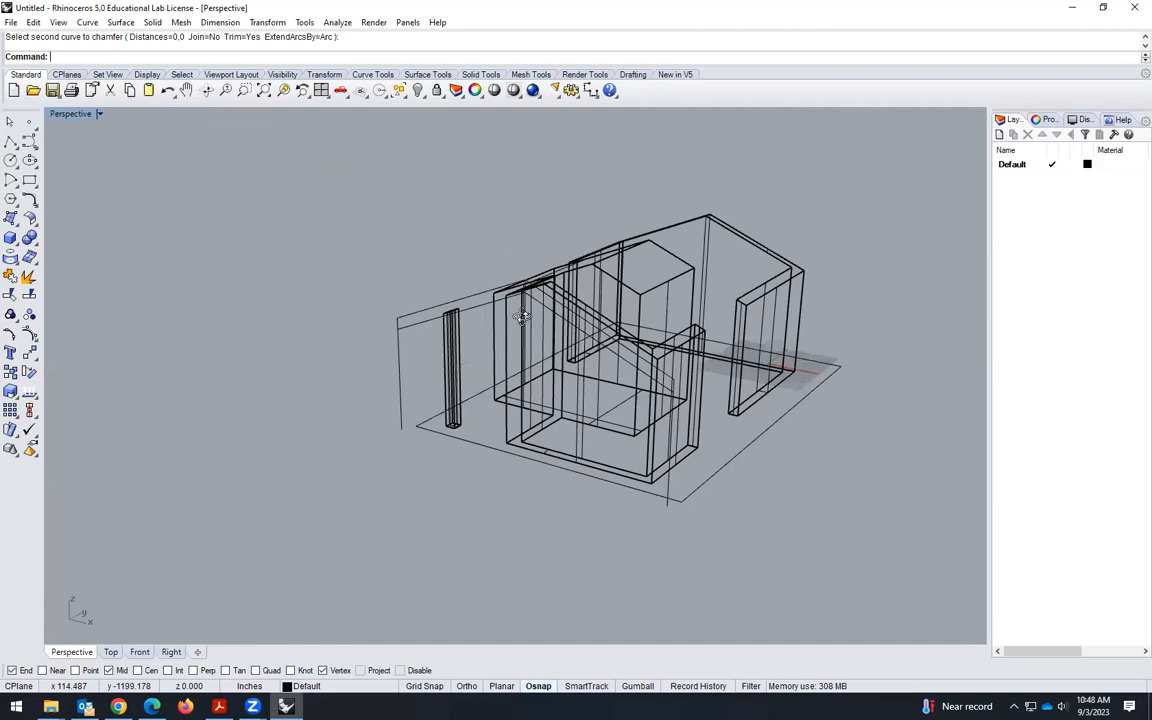 Untitled - Rhinoceros 5.0 Educational Lab License - [Perspective]
File Edit View Curve Surface Solid Mesh Dimension Transform Tools Analyze Render Panels Help
Select second curve to chamfer ( Distances=0,0 Join=No Trim=Yes ExtendArcsBy=Arc ):
Command:
Standard CPlanes Set View Display Select Viewport Layout Visibility Transform Curve Tools Surface Tools Solid Tools Mesh Tools Render Tools Drafting New in V5
Perspective
Lay... Pro... Dis... Help
Name Material
Default
z
y
x
Perspective Top Front Right
End Near Point Mid Cen Int Perp Tan Quad Knot Vertex Project Disable
CPlane x 114.487 y -1199.178 z 0.000 Inches Default Grid Snap Ortho Planar Osnap SmartTrack Gumball Record History Filter Memory use: 308 MB
Near record
10:48 AM
9/3/2023